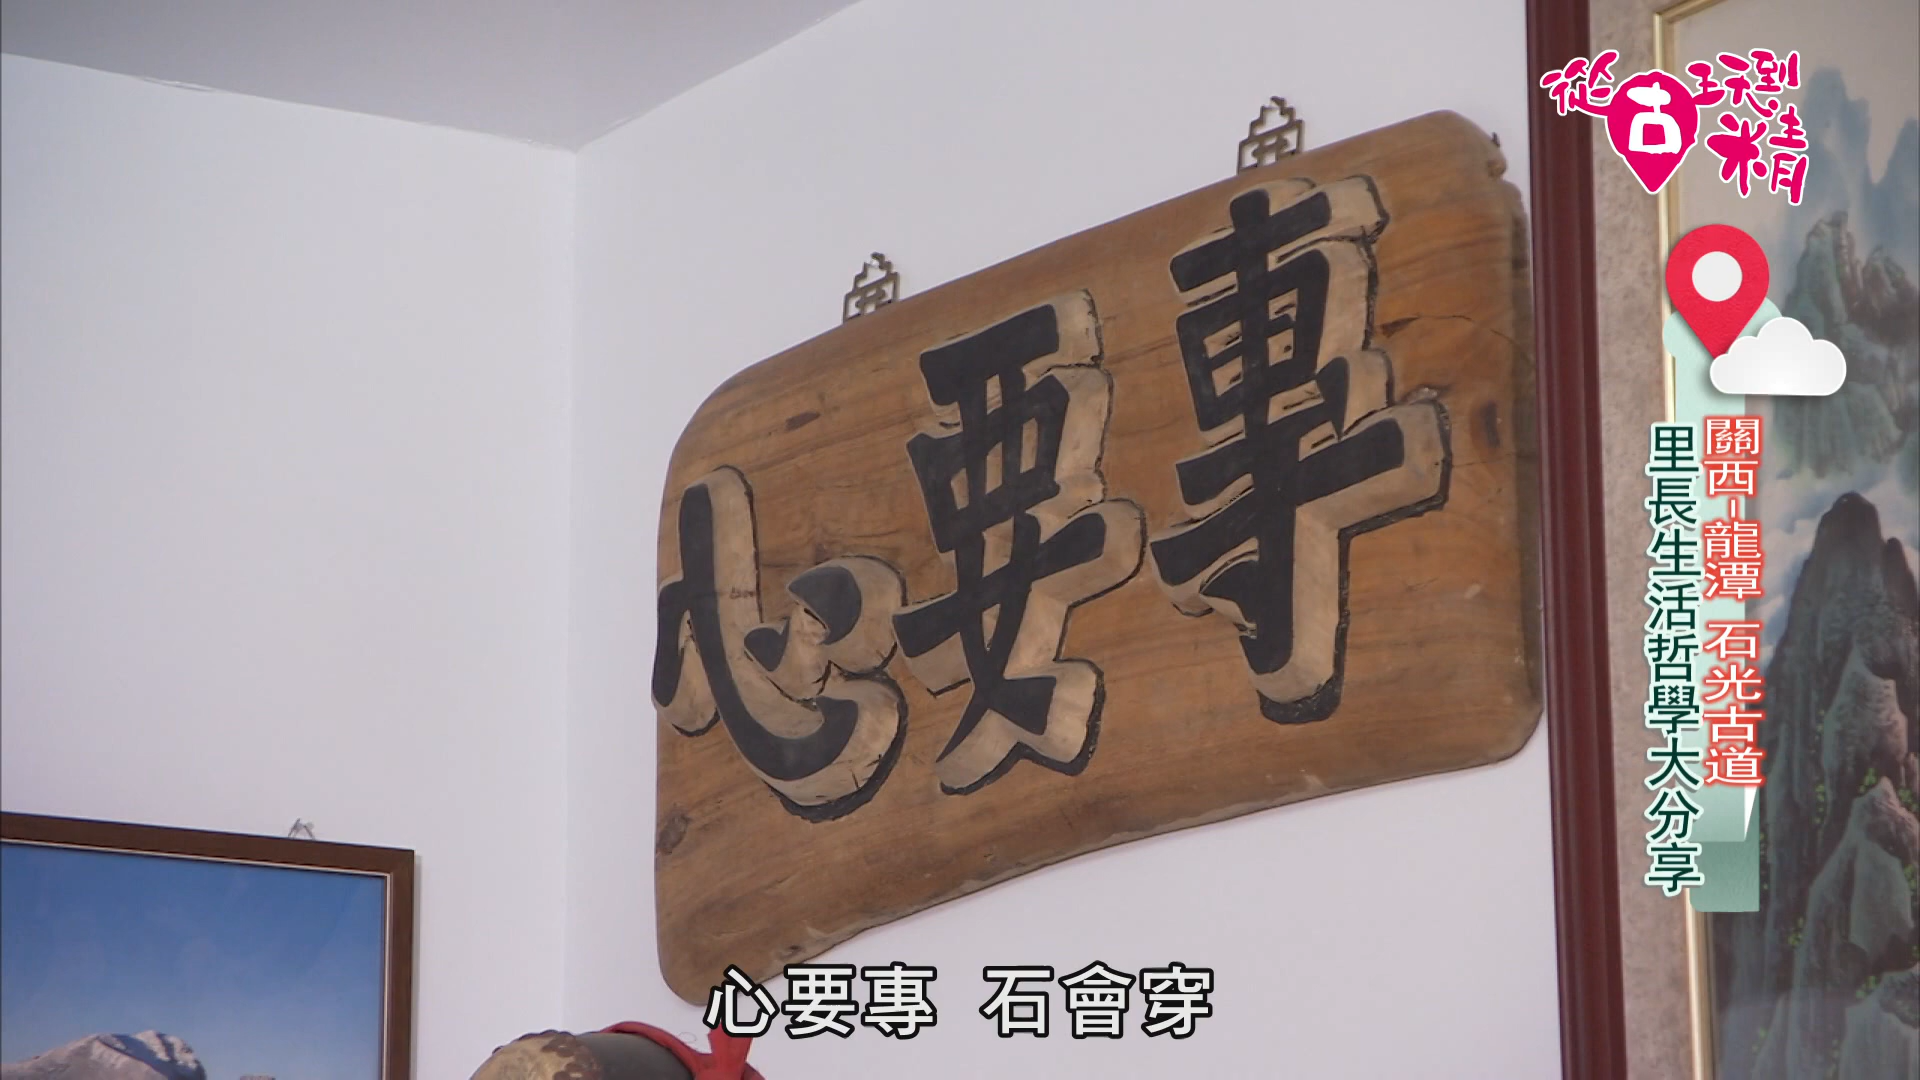 從古玩到精
關西-龍潭 石光古道
里長生活哲學大分享
心要專
心要專 石會穿